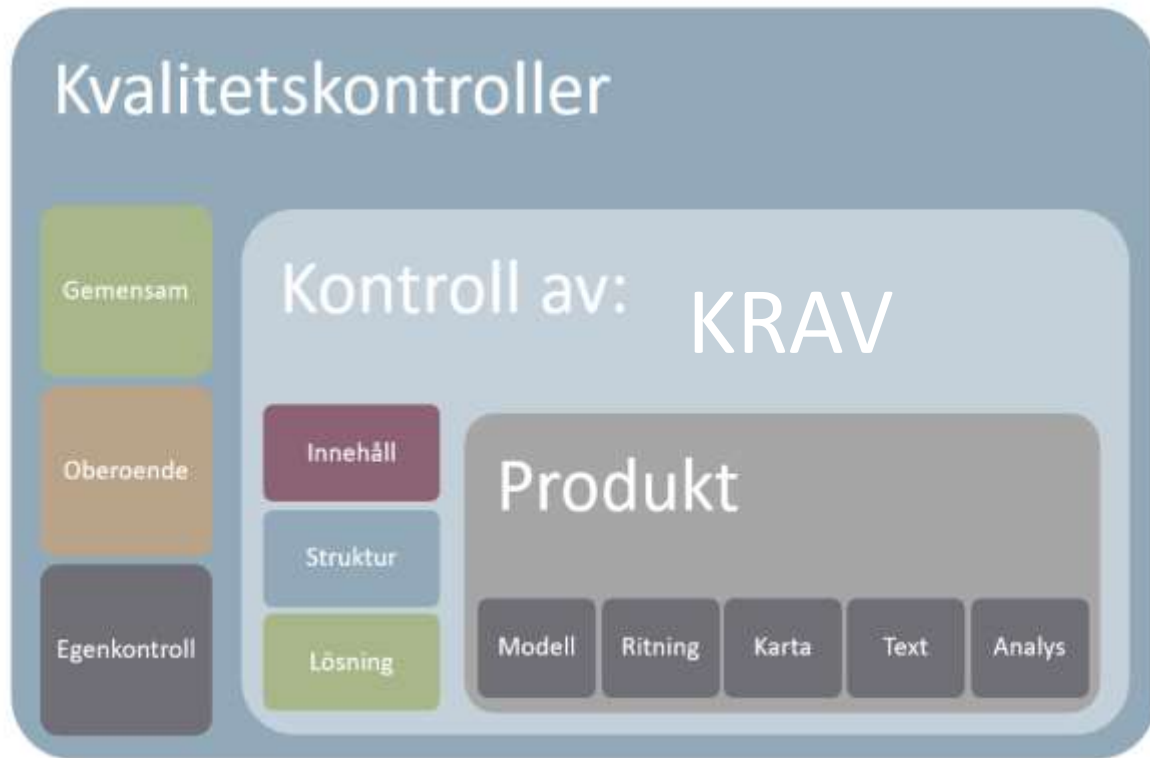 Kvalitetskontroller
Gemensam
Oberoende
Egenkontroll
Kontroll av: KRAV
Innehåll
Struktur
Lösning
Produkt
Modell
Ritning
Karta
Text
Analys